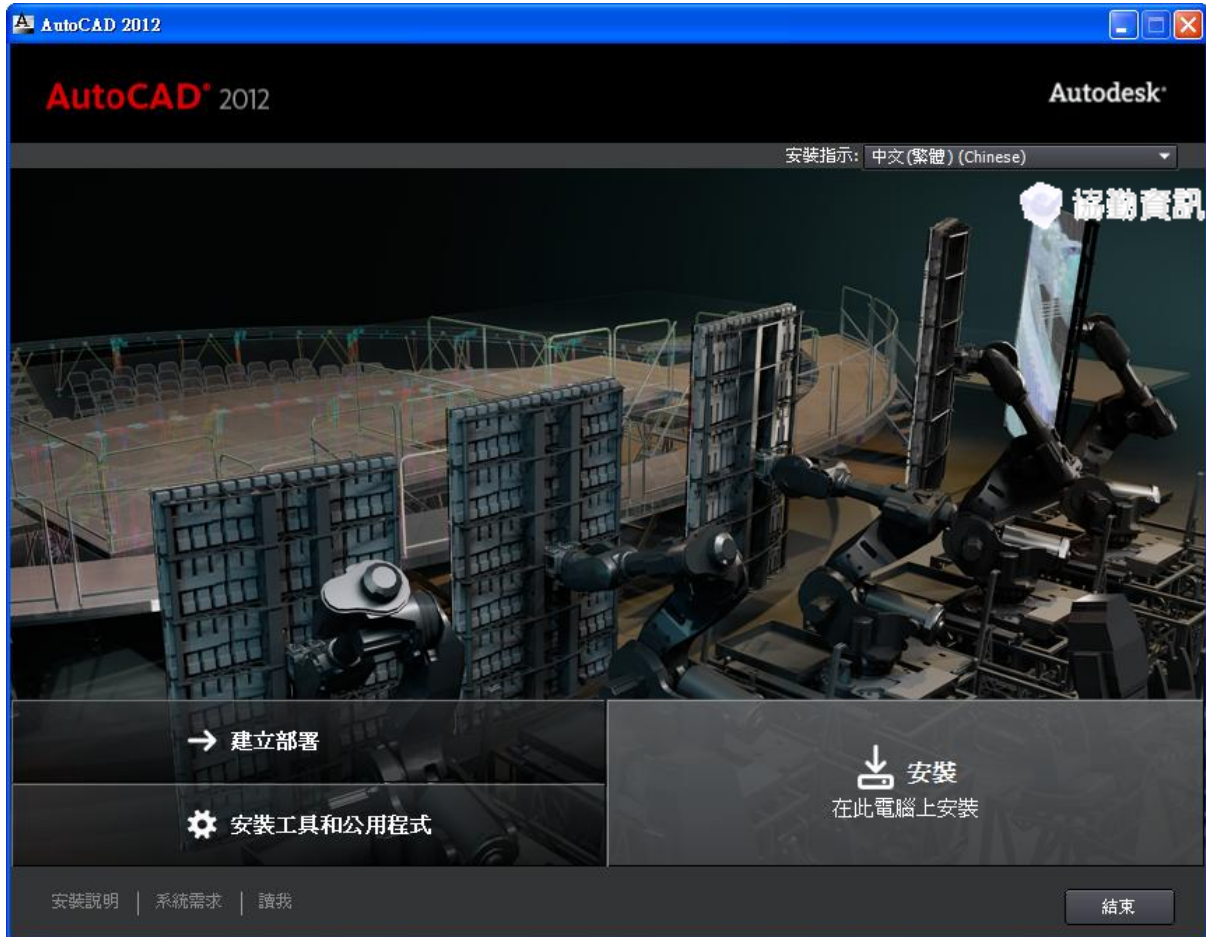 AutoCAD 2012
AutoCAD® 2012
Autodesk®
安裝指示: 中文(繁體) (Chinese)
協勤資訊
建立部署
安裝
在此電腦上安裝
安裝工具和公用程式
安裝說明 | 系統需求 | 讀我
結束